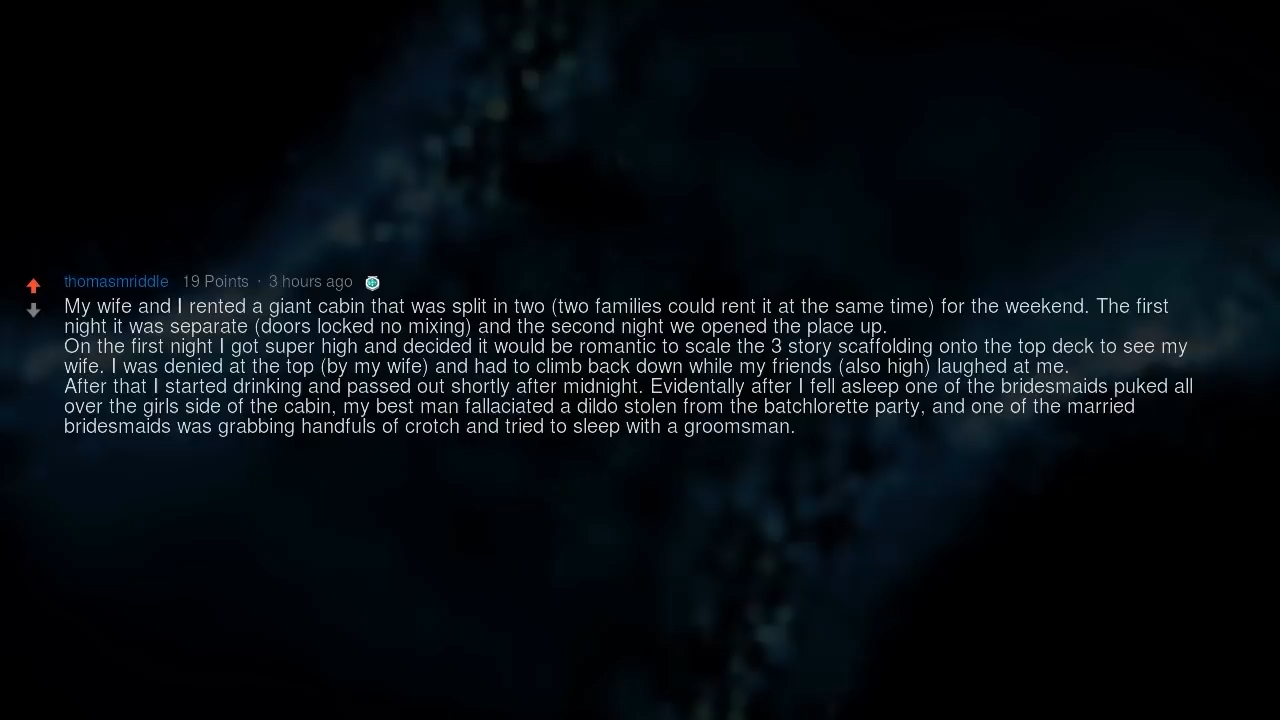 thomasmriddle 19 Points · 3 hours ago
My wife and I rented a giant cabin that was split in two (two families could rent it at the same time) for the weekend. The first
night it was separate (doors locked no mixing) and the second night we opened the place up.
On the first night I got super high and decided it would be romantic to scale the 3 story scaffolding onto the top deck to see my
wife. I was denied at the top (by my wife) and had to climb back down while my friends (also high) laughed at me.
After that I started drinking and passed out shortly after midnight. Evidentally after I fell asleep one of the bridesmaids puked all
over the girls side of the cabin, my best man fallaciated a dildo stolen from the batchlorette party, and one of the married
bridesmaids was grabbing handfuls of crotch and tried to sleep with a groomsman.